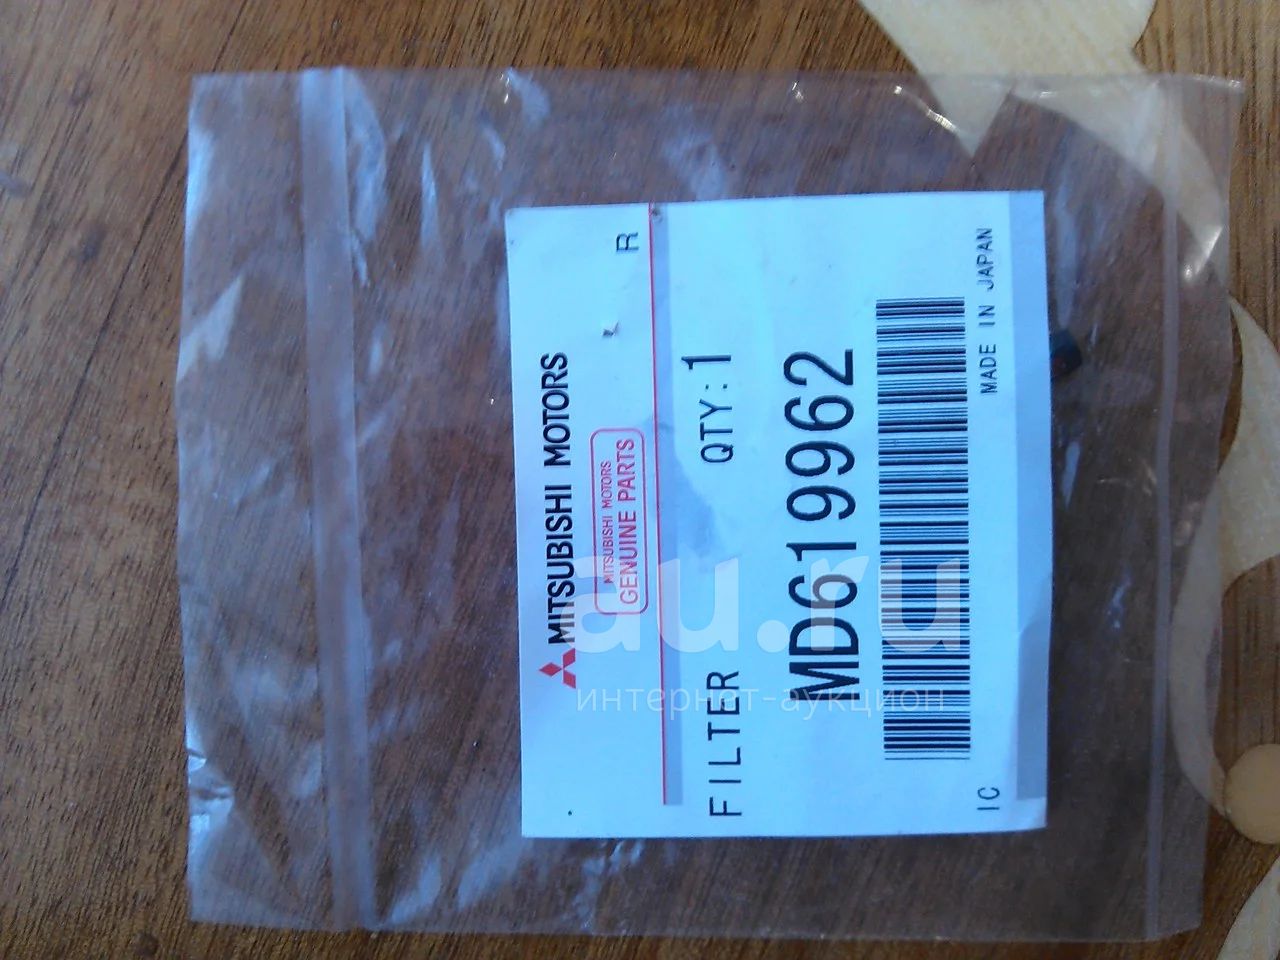 MITSUBISHI MOTORS
MITSUBISHI MOTORS
GENUINE PARTS
R
FILTER QTY:1
MD619962
IC MADE IN JAPAN
au.ru
интернет-аукцион